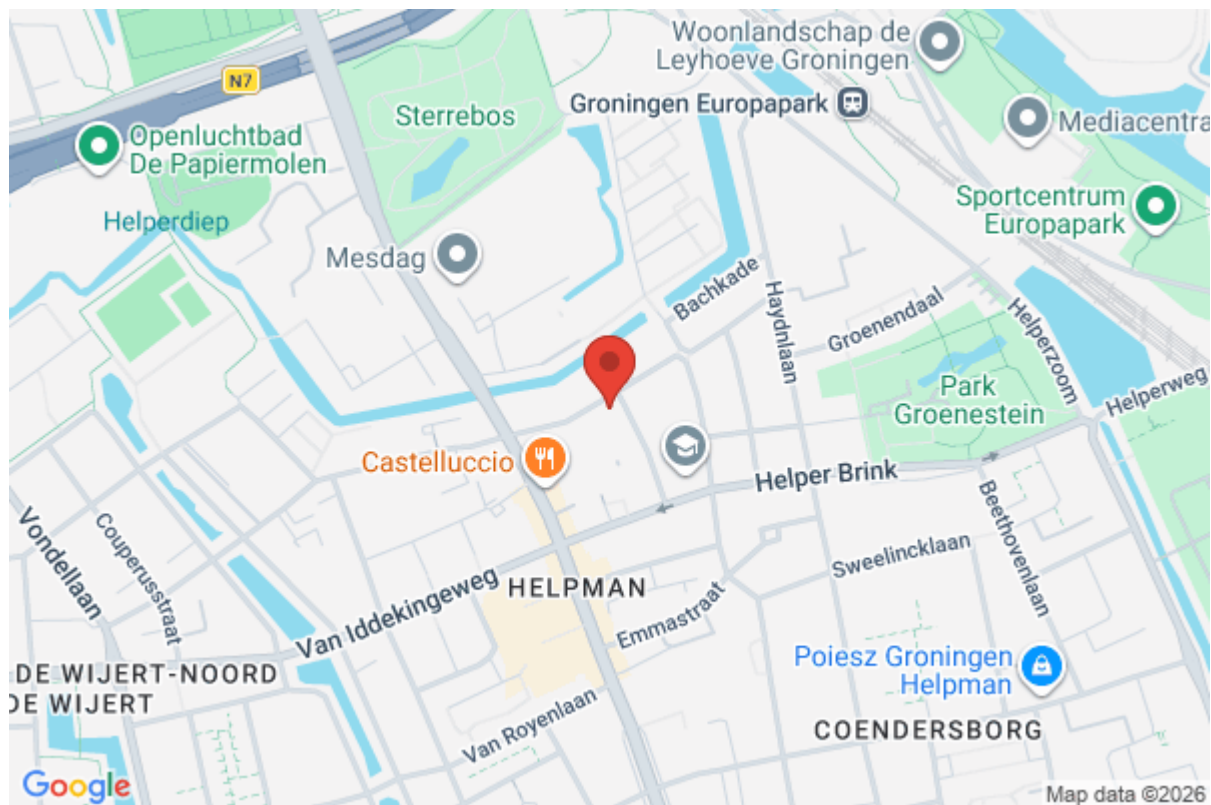 Woonlandschap de
Leyhoeve Groningen
N7
Groningen Europapark
Sterrebos
Mediacentra
Openluchtbad
De Papiermolen
Sportcentrum
Europapark
Helperdiep
Mesdag
Bachkade
Haydnlaan
Groenendaal
Helperzoom
Park
Groenestein
Helperweg
Castelluccio
Helper Brink
Vondellaan
Couperusstraat
Beethovenlaan
Sweelincklaan
HELPMAN
Van Iddekingeweg
Emmastraat
Poiesz Groningen
Helpman
DE WIJERT-NOORD
DE WIJERT
Van Royenlaan
COENDERSBORG
Google
Map data ©2026